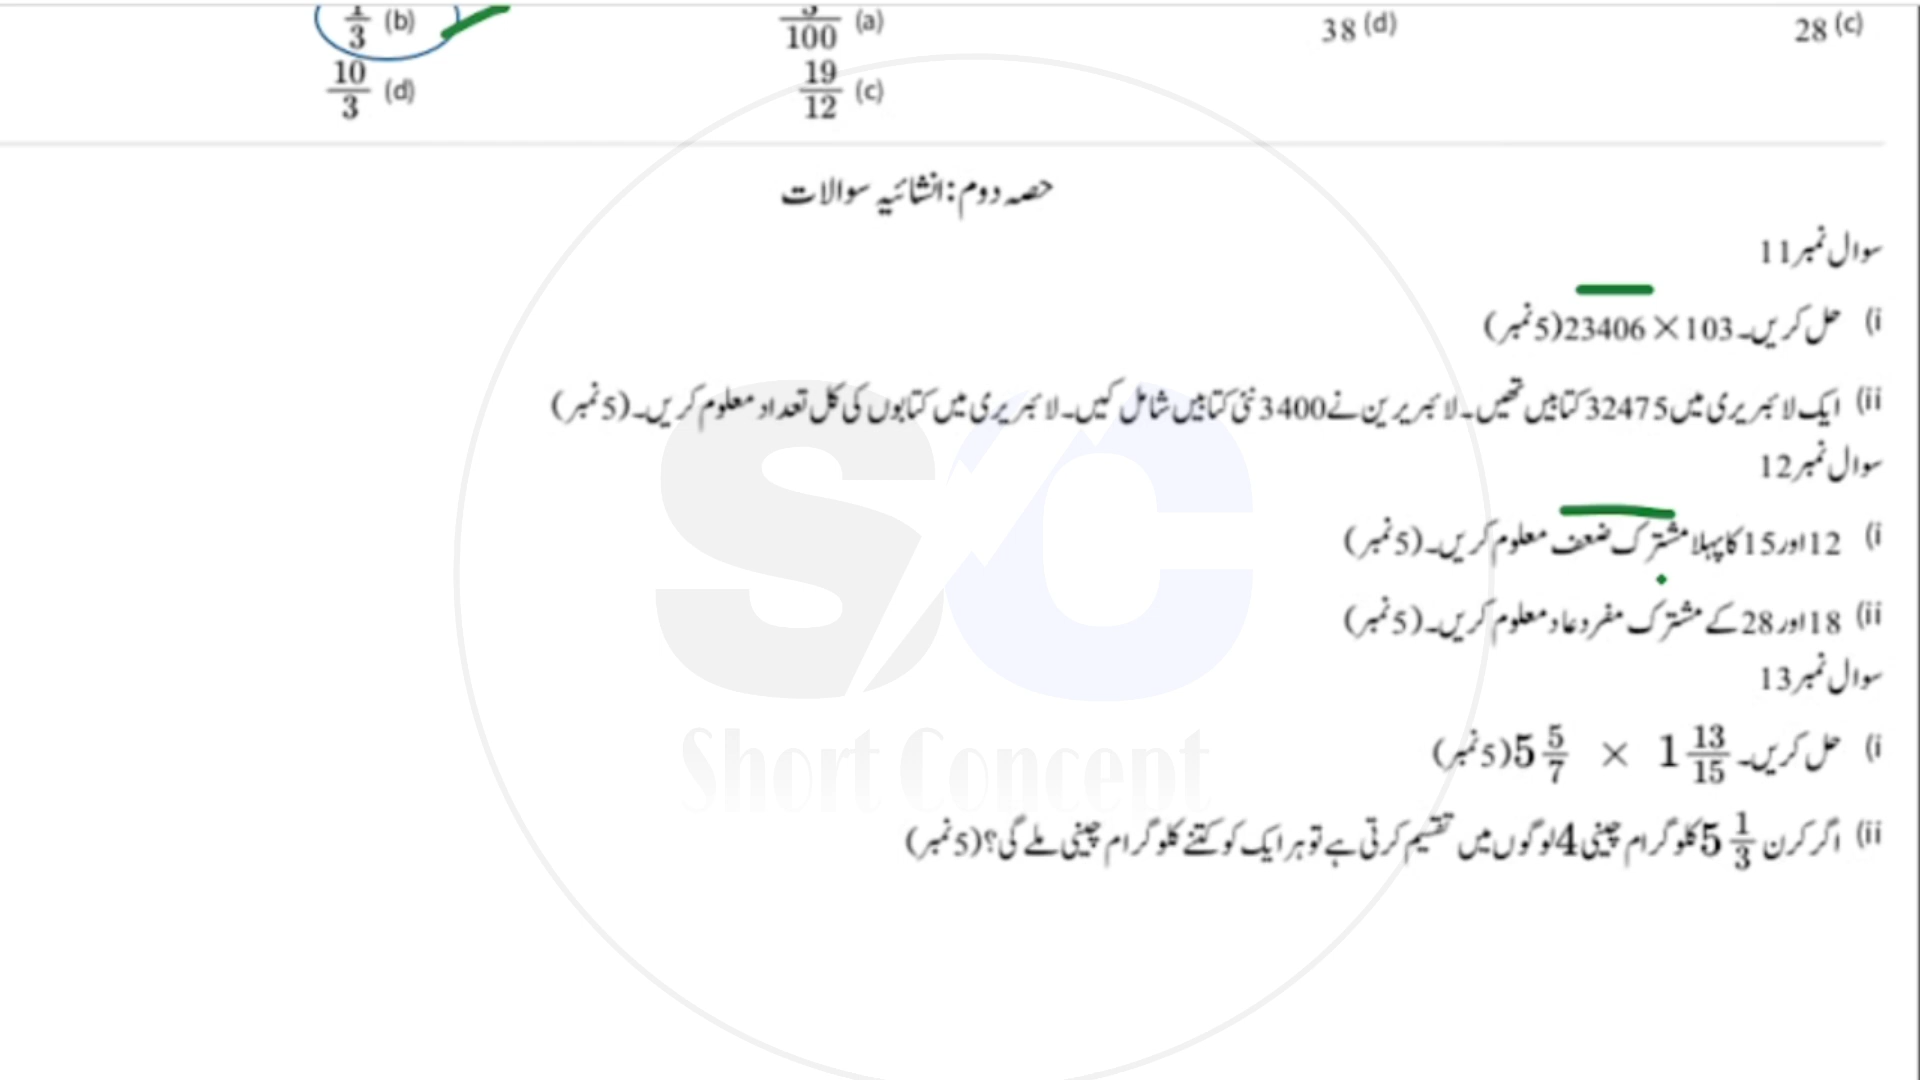 28 (c) 38 (d) 100 (a) 1/3 (b)
19/12 (c) 10/3 (d)
حصہ دوم: انشائیہ سوالات
سوال نمبر 11
(i حل کریں۔ 23406 × 103 (5 نمبر)
(ii ایک لائبریری میں 32475 کتابیں تھیں۔ لائبریرین نے 3400 نئی کتابیں شامل کیں۔ لائبریری میں کتابوں کی کل تعداد معلوم کریں۔ (5 نمبر)
سوال نمبر 12
(i 12 اور 15 کا پہلا مشترک ضعف معلوم کریں۔ (5 نمبر)
(ii 18 اور 28 کے مشترک مفرد عاد معلوم کریں۔ (5 نمبر)
سوال نمبر 13
(i حل کریں۔ 5 5/7 × 1 13/15 (5 نمبر)
(ii اگر کرن 5 1/3 کلوگرام چینی 4 لوگوں میں تقسیم کرتی ہے تو ہر ایک کو کتنے کلوگرام چینی ملے گی؟ (5 نمبر)
SC
Short Concept